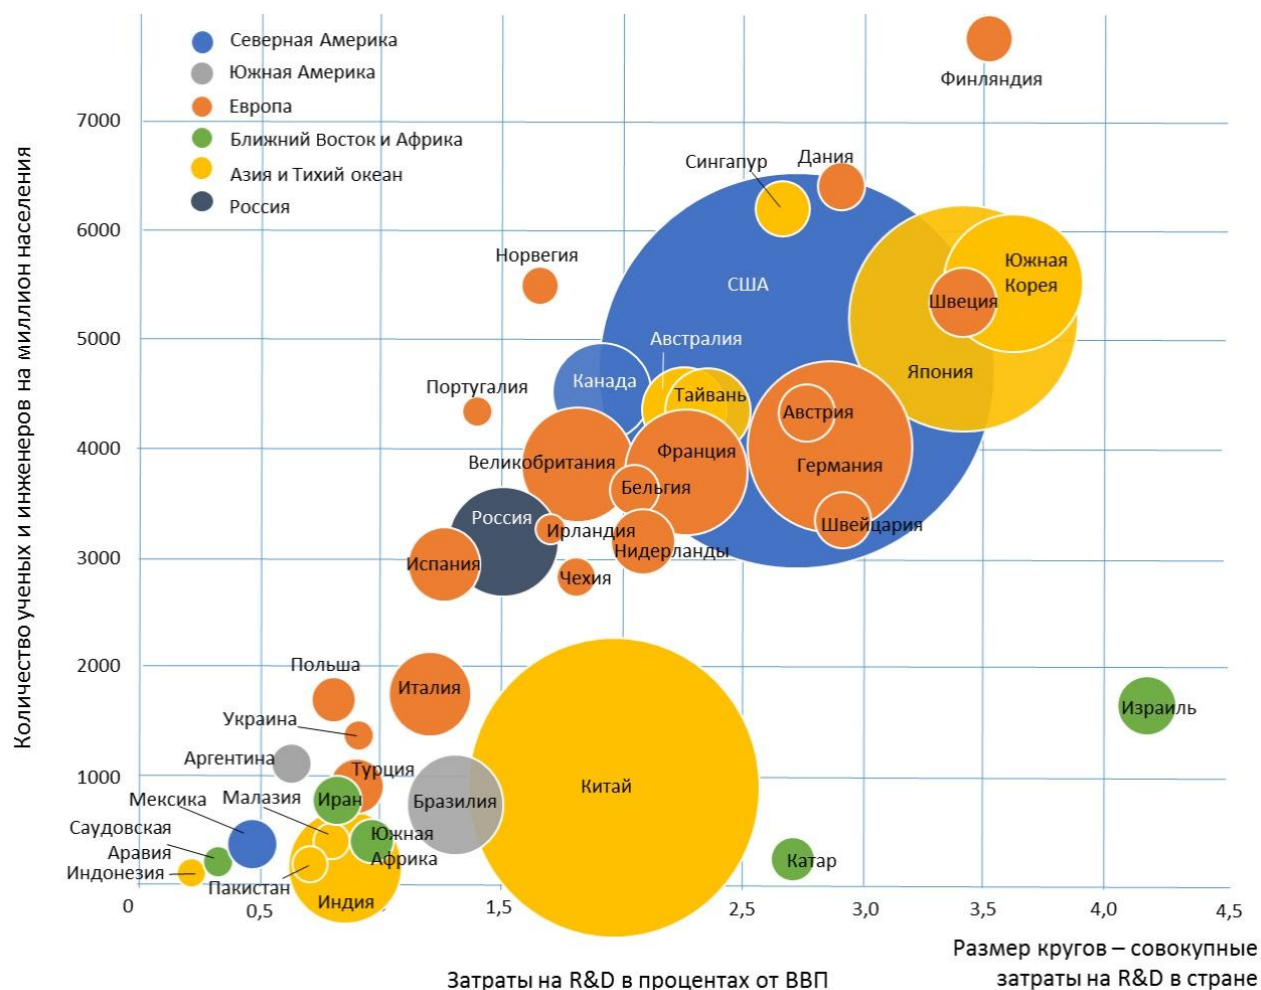 Северная Америка
Южная Америка
Европа
Ближний Восток и Африка
Азия и Тихий океан
Россия
Количество ученых и инженеров на миллион населения
7000
6000
5000
4000
3000
2000
1000
Финляндия
Сингапур
Дания
Норвегия
США
Южная
Корея
Швеция
Австралия
Япония
Канада
Португалия
Тайвань
Австрия
Великобритания
Франция
Германия
Бельгия
Россия
Ирландия
Швейцария
Нидерланды
Испания
Чехия
Польша
Италия
Израиль
Украина
Аргентина
Турция
Китай
Мексика
Малазия
Иран
Бразилия
Саудовская
Аравия
Южная
Африка
Катар
Индонезия
Пакистан
Индия
0
0,5
1,5
2,5
3,0
3,5
4,0
4,5
Затраты на R&D в процентах от ВВП
Размер кругов – совокупные
затраты на R&D в стране